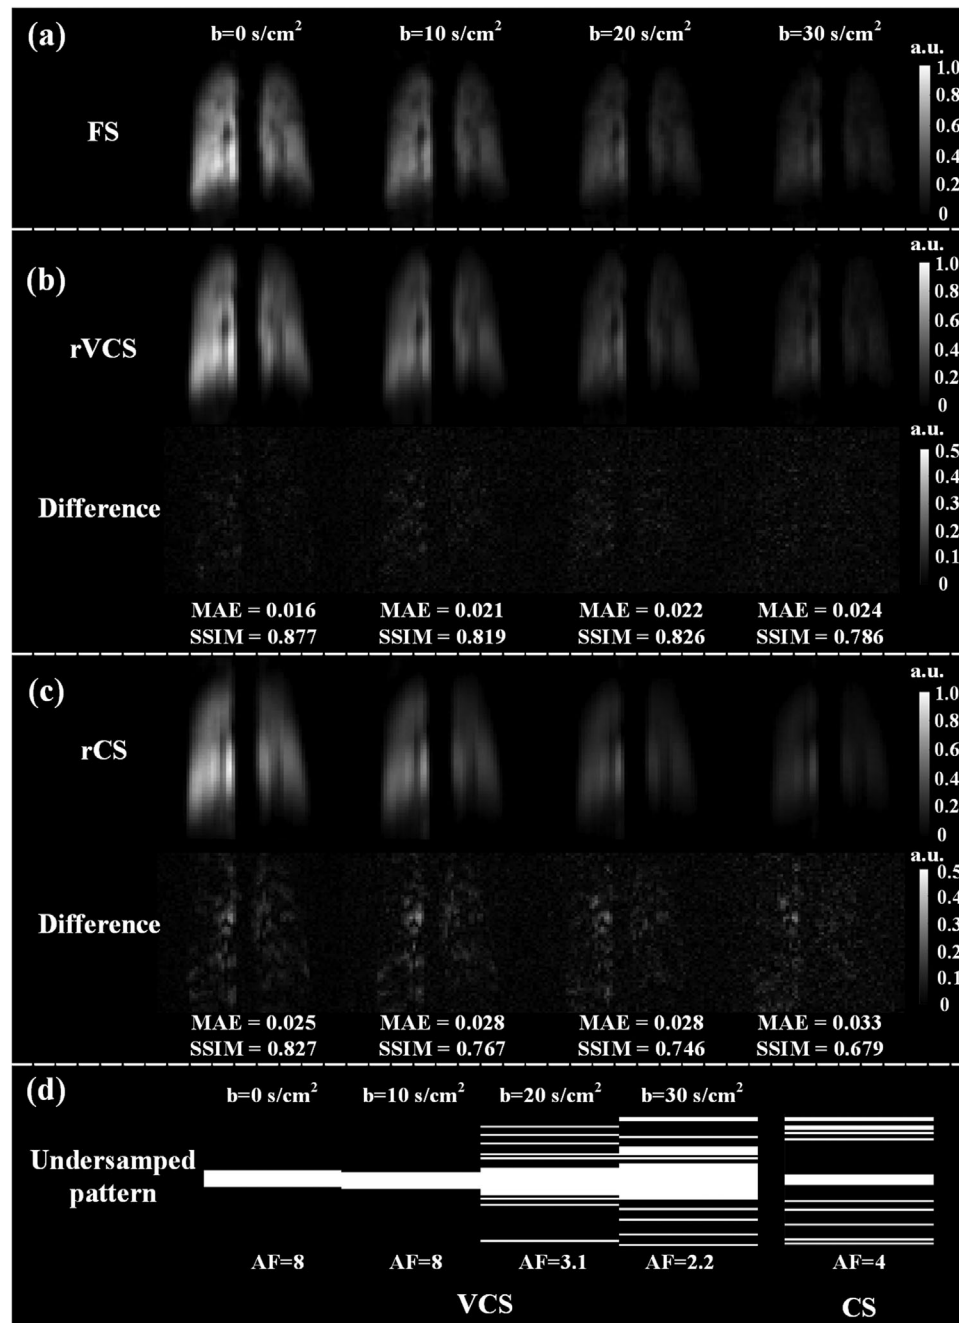 (a)
b=0 s/cm² b=10 s/cm² b=20 s/cm² b=30 s/cm²
a.u.
1.0
0.8
FS
0.6
0.4
0.2
0
a.u.
(b)
1.0
0.8
rVCS
0.6
0.4
0.2
0
a.u.
0.5
0.4
Difference
0.3
0.2
0.1
0
MAE = 0.016 MAE = 0.021 MAE = 0.022 MAE = 0.024
SSIM = 0.877 SSIM = 0.819 SSIM = 0.826 SSIM = 0.786
a.u.
(c)
1.0
0.8
rCS
0.6
0.4
0.2
0
a.u.
0.5
0.4
Difference
0.3
0.2
0.1
0
MAE = 0.025 MAE = 0.028 MAE = 0.028 MAE = 0.033
SSIM = 0.827 SSIM = 0.767 SSIM = 0.746 SSIM = 0.679
(d)
b=0 s/cm² b=10 s/cm² b=20 s/cm² b=30 s/cm²
Undersamped
pattern
AF=8 AF=8 AF=3.1 AF=2.2 AF=4
VCS CS